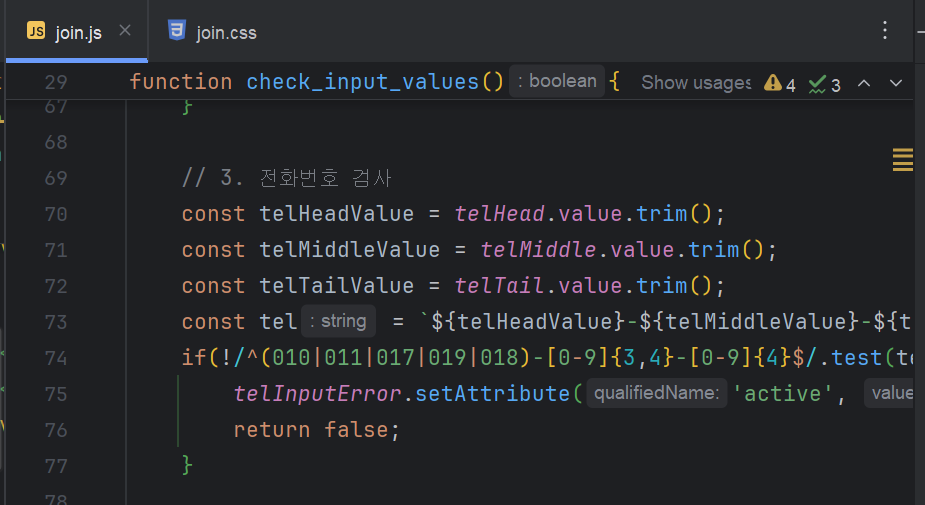 JS join.js × join.css
29 function check_input_values() : boolean { Show usages 4 3
67 }
68
69 // 3. 전화번호 검사
70 const telHeadValue = telHead.value.trim();
71 const telMiddleValue = telMiddle.value.trim();
72 const telTailValue = telTail.value.trim();
73 const tel : string = `${telHeadValue}-${telMiddleValue}-${t
74 if(!/^(010|011|017|019|018)-[0-9]{3,4}-[0-9]{4}$/.test(te
75 telInputError.setAttribute( qualifiedName: 'active', value
76 return false;
77 }
78